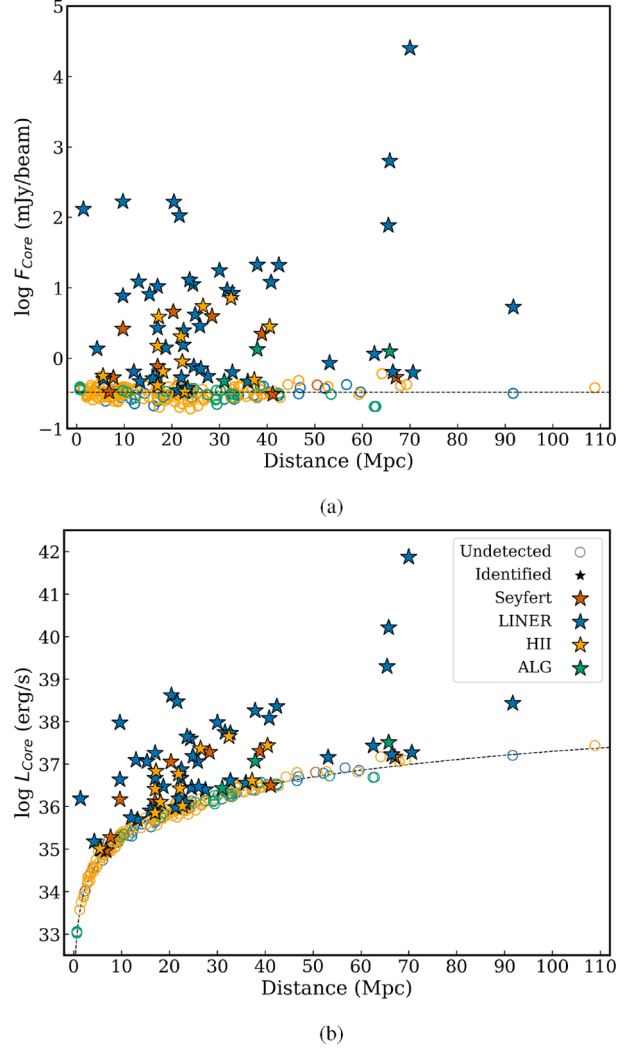 5
4
3
2
1
0
−1
log F_Core (mJy/beam)
0 10 20 30 40 50 60 70 80 90 100 110
Distance (Mpc)
(a)
42
41
40
39
38
37
36
35
34
33
log L_Core (erg/s)
Undetected
Identified
Seyfert
LINER
HII
ALG
0 10 20 30 40 50 60 70 80 90 100 110
Distance (Mpc)
(b)